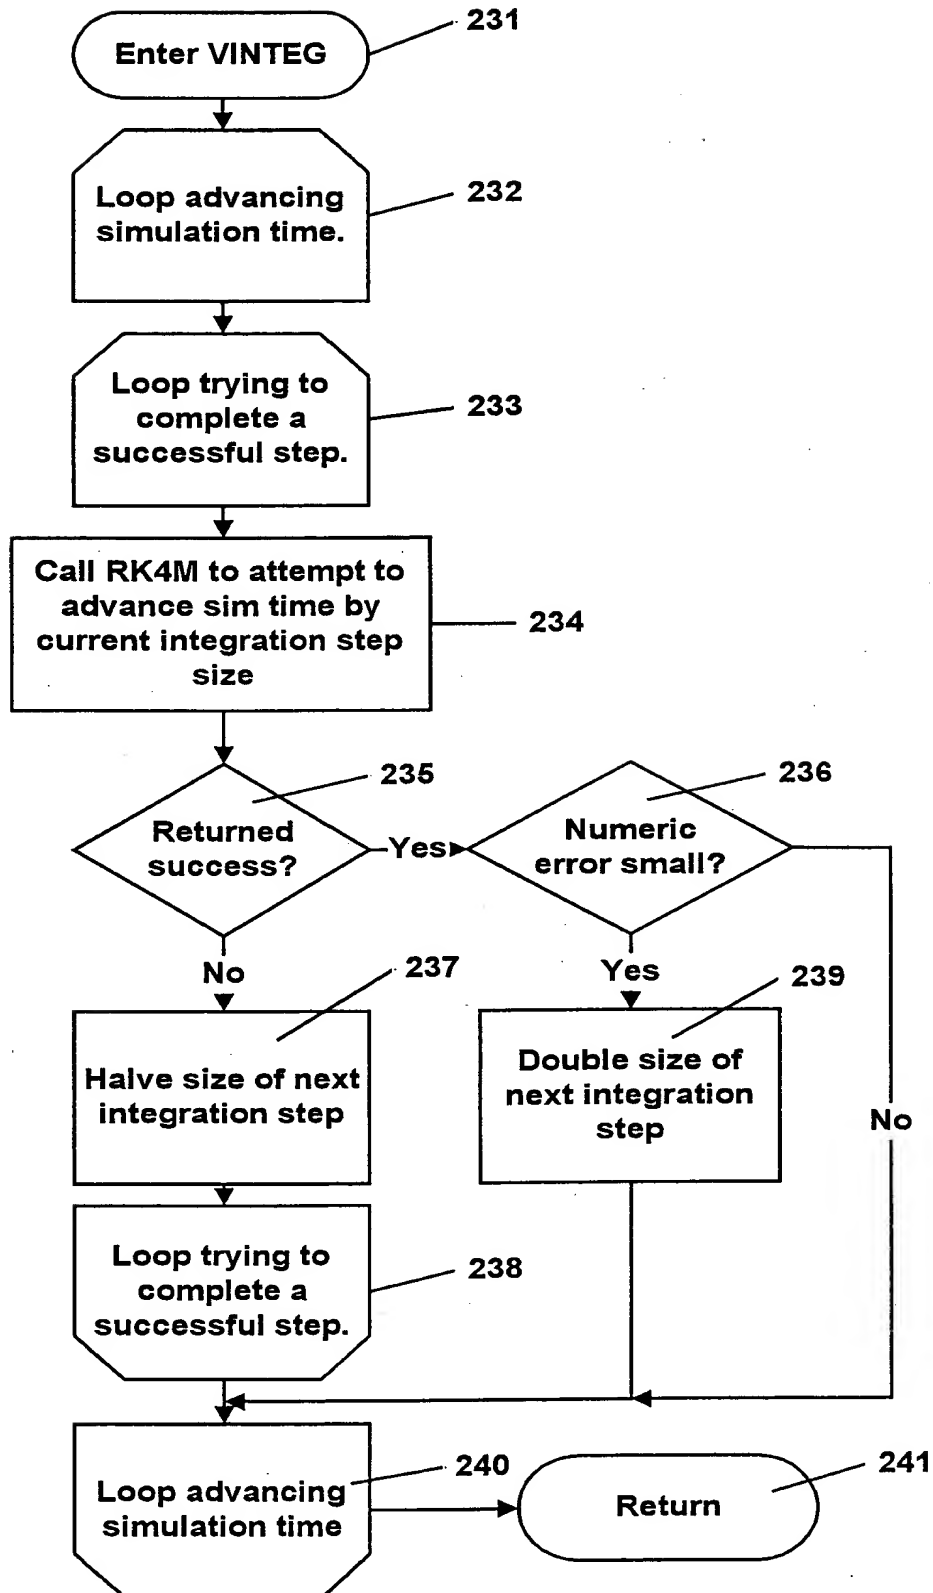 Enter VINTEG
231
Loop advancing
simulation time.
232
Loop trying to
complete a
successful step.
233
Call RK4M to attempt to
advance sim time by
current integration step
size
234
Returned
success?
235
Yes
Numeric
error small?
236
No
237
Yes
239
Halve size of next
integration step
Double size of
next integration
step
No
Loop trying to
complete a
successful step.
238
Loop advancing
simulation time
240
Return
241